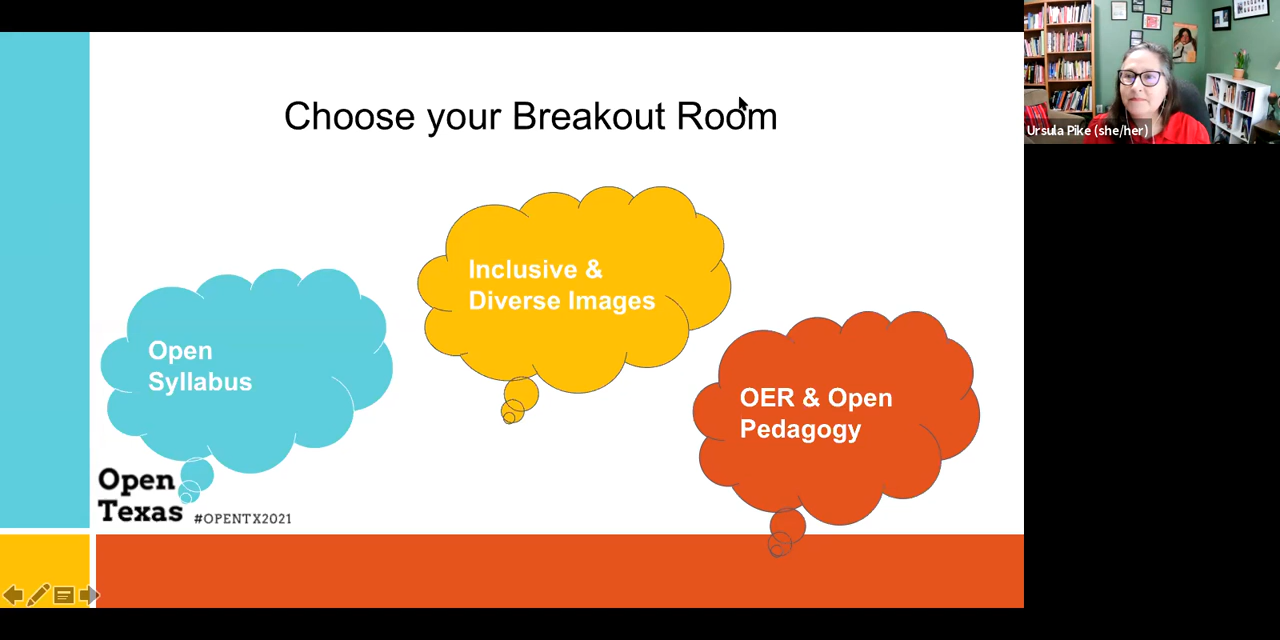 Choose your Breakout Room
Ursula Pike (she/her)
Inclusive &
Diverse Images
Open
Syllabus
OER & Open
Pedagogy
Open
Texas #OPENTX2021